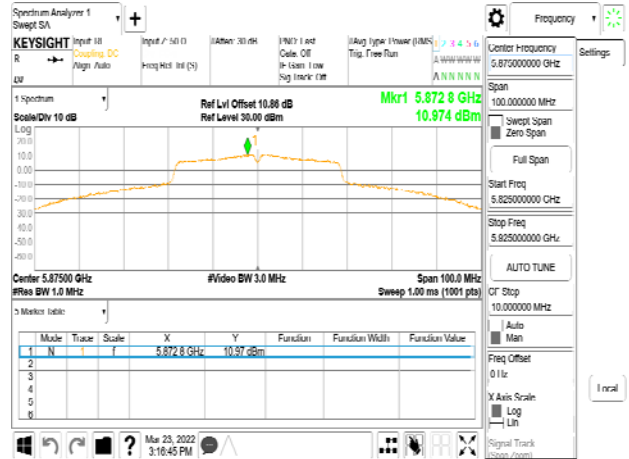 Spectrum Analyzer 1
Swept SA
+
Frequency
KEYSIGHT
Input: RF
Coupling: DC
Align: Auto
Input Z: 50 Ω
Freq Ref: Int (S)
#Atten: 30 dB
PNO: Fast
Gate: Off
IF Gain: Low
Sig Track: Off
#Avg Type: Power (RMS)
Trig: Free Run
1 2 3 4 5 6
A W W W W W
A N N N N N
R
Center Frequency
5.875000000 GHz
Settings
Span
100.000000 MHz
Swept Span
Zero Span
Full Span
Start Freq
5.825000000 GHz
Stop Freq
5.925000000 GHz
AUTO TUNE
CF Step
10.000000 MHz
Auto
Man
Freq Offset
0 Hz
X Axis Scale
Log
Lin
Signal Track
(Span Zoom)
Local
1 Spectrum
Scale/Div 10 dB
Ref Lvl Offset 10.86 dB
Ref Level 30.00 dBm
Mkr1 5.872 8 GHz
10.974 dBm
Log
20.0
10.0
0.00
-10.0
-20.0
-30.0
-40.0
-50.0
1
Center 5.87500 GHz
#Res BW 1.0 MHz
#Video BW 3.0 MHz
Span 100.0 MHz
Sweep 1.00 ms (1001 pts)
5 Marker Table
Mode Trace Scale X Y Function Function Width Function Value
1 N 1 f 5.872 8 GHz 10.97 dBm
2
3
4
5
6
?
Mar 23, 2022
3:16:45 PM